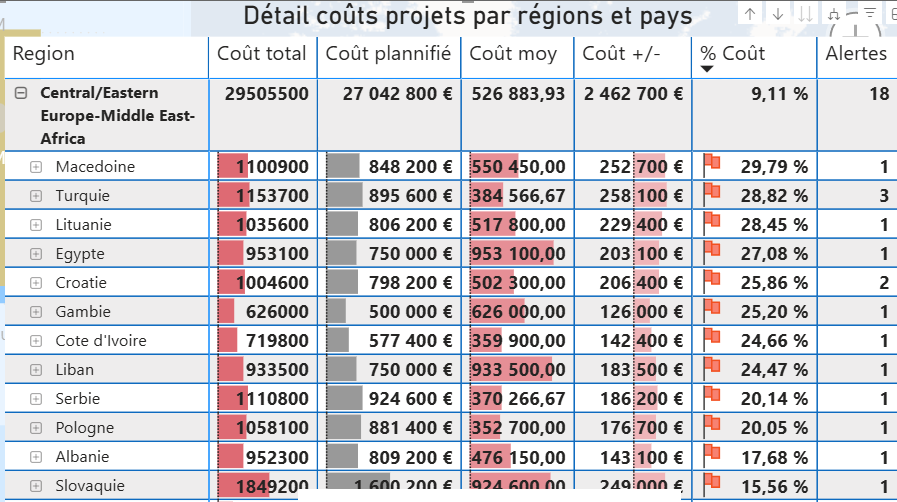 Détail coûts projets par régions et pays
Region Coût total Coût plannifié Coût moy Coût +/- % Coût Alertes
Central/Eastern 29505500 27 042 800 € 526 883,93 2 462 700 € 9,11 % 18
Europe-Middle East-
Africa
Macedoine 1100900 848 200 € 550 450,00 252 700 € 29,79 % 1
Turquie 1153700 895 600 € 384 566,67 258 100 € 28,82 % 3
Lituanie 1035600 806 200 € 517 800,00 229 400 € 28,45 % 1
Egypte 953100 750 000 € 953 100,00 203 100 € 27,08 % 1
Croatie 1004600 798 200 € 502 300,00 206 400 € 25,86 % 2
Gambie 626000 500 000 € 626 000,00 126 000 € 25,20 % 1
Cote d'Ivoire 719800 577 400 € 359 900,00 142 400 € 24,66 % 1
Liban 933500 750 000 € 933 500,00 183 500 € 24,47 % 1
Serbie 1110800 924 600 € 370 266,67 186 200 € 20,14 % 1
Pologne 1058100 881 400 € 352 700,00 176 700 € 20,05 % 1
Albanie 952300 809 200 € 476 150,00 143 100 € 17,68 % 1
Slovaquie 1849200 1 600 200 € 924 600,00 249 000 € 15,56 % 1